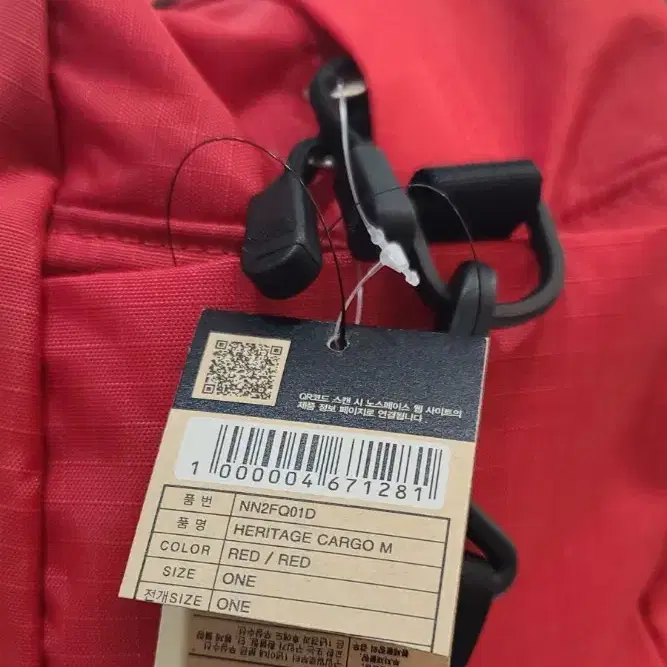 QR코드 스캔 시 노스페이스 웹 사이트의
제품 정보 페이지로 연결됩니다
1 000004 671281
품 번 NN2FQ01D
품 명 HERITAGE CARGO M
COLOR RED / RED
SIZE ONE
전개SIZE ONE